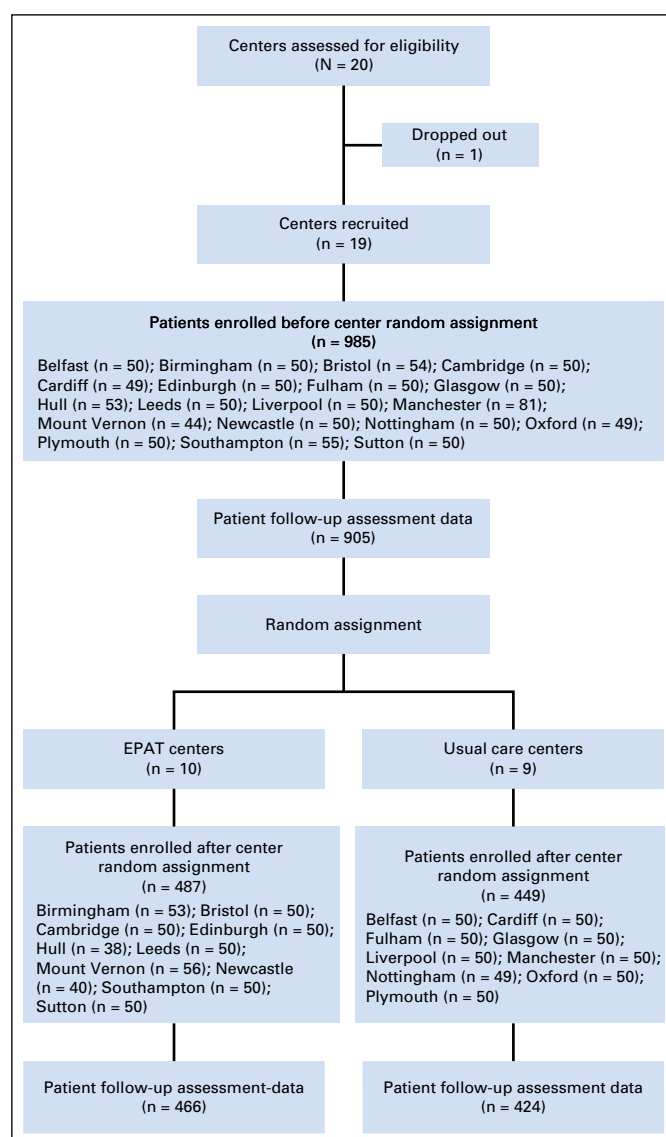 Centers assessed for eligibility
(N = 20)
Dropped out
(n = 1)
Centers recruited
(n = 19)
Patients enrolled before center random assignment
(n = 985)
Belfast (n = 50); Birmingham (n = 50); Bristol (n = 54); Cambridge (n = 50);
Cardiff (n = 49); Edinburgh (n = 50); Fulham (n = 50); Glasgow (n = 50);
Hull (n = 53); Leeds (n = 50); Liverpool (n = 50); Manchester (n = 81);
Mount Vernon (n = 44); Newcastle (n = 50); Nottingham (n = 50); Oxford (n = 49);
Plymouth (n = 50); Southampton (n = 55); Sutton (n = 50)
Patient follow-up assessment data
(n = 905)
Random assignment
EPAT centers
(n = 10)
Usual care centers
(n = 9)
Patients enrolled after center
random assignment
(n = 487)
Birmingham (n = 53); Bristol (n = 50);
Cambridge (n = 50); Edinburgh (n = 50);
Hull (n = 38); Leeds (n = 50);
Mount Vernon (n = 56); Newcastle
(n = 40); Southampton (n = 50);
Sutton (n = 50)
Patients enrolled after center
random assignment
(n = 449)
Belfast (n = 50); Cardiff (n = 50);
Fulham (n = 50); Glasgow (n = 50);
Liverpool (n = 50); Manchester (n = 50);
Nottingham (n = 49); Oxford (n = 50);
Plymouth (n = 50)
Patient follow-up assessment-data
(n = 466)
Patient follow-up assessment data
(n = 424)